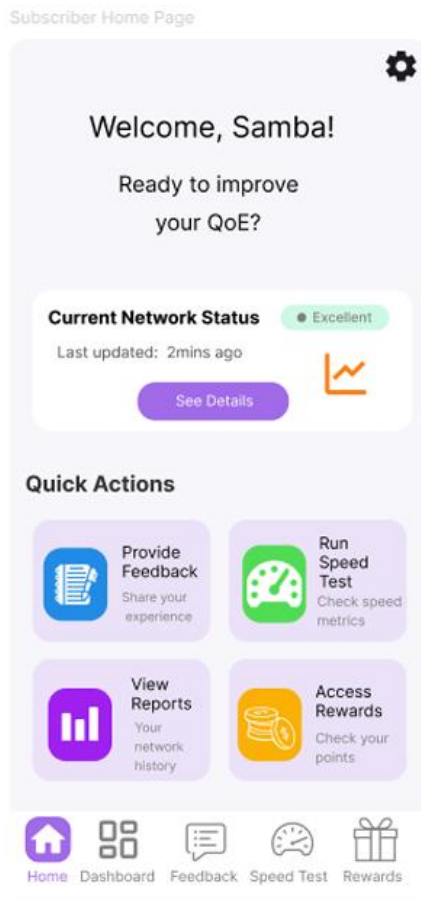 Subscriber Home Page
Welcome, Samba!
Ready to improve
your QoE?
Current Network Status
Excellent
Last updated: 2mins ago
See Details
Quick Actions
Provide
Feedback
Share your
experience
Run
Speed
Test
Check speed
metrics
View
Reports
Your
network
history
Access
Rewards
Check your
points
Home
Dashboard
Feedback
Speed Test
Rewards